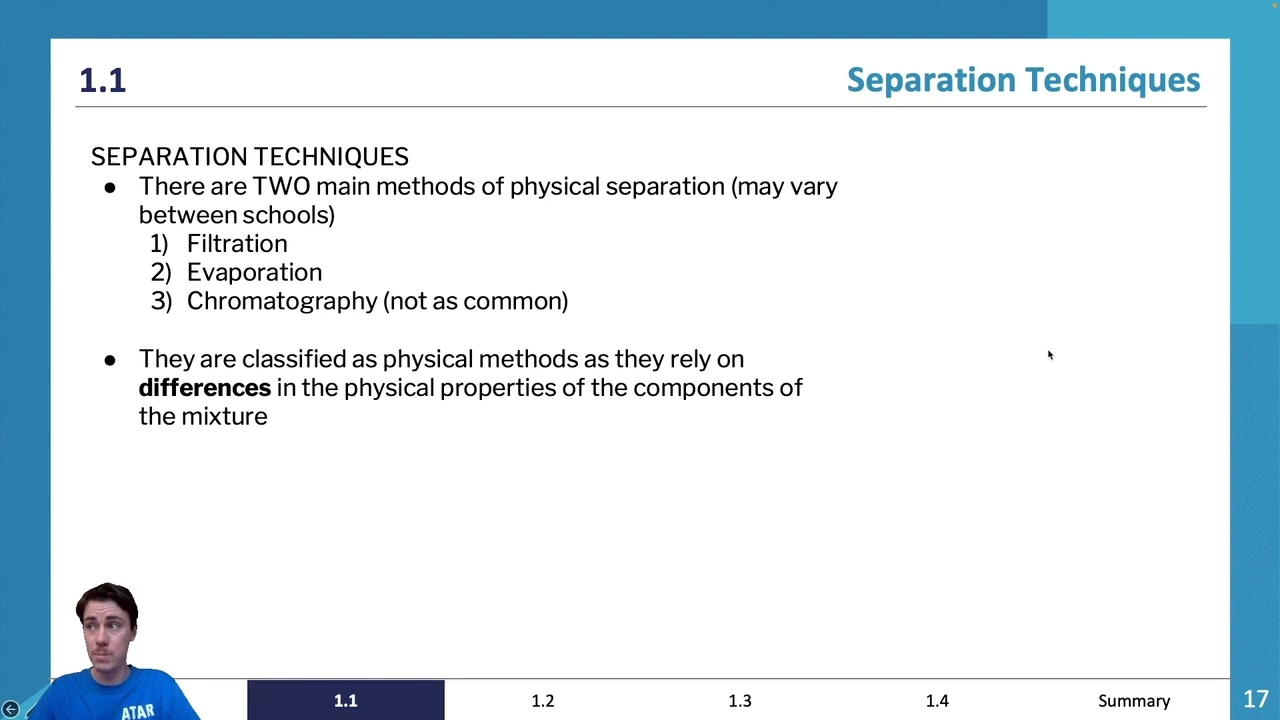 1.1
Separation Techniques
SEPARATION TECHNIQUES
● There are TWO main methods of physical separation (may vary
between schools)
1) Filtration
2) Evaporation
3) Chromatography (not as common)
● They are classified as physical methods as they rely on
differences in the physical properties of the components of
the mixture
ATAR
1.1
1.2
1.3
1.4
Summary
17